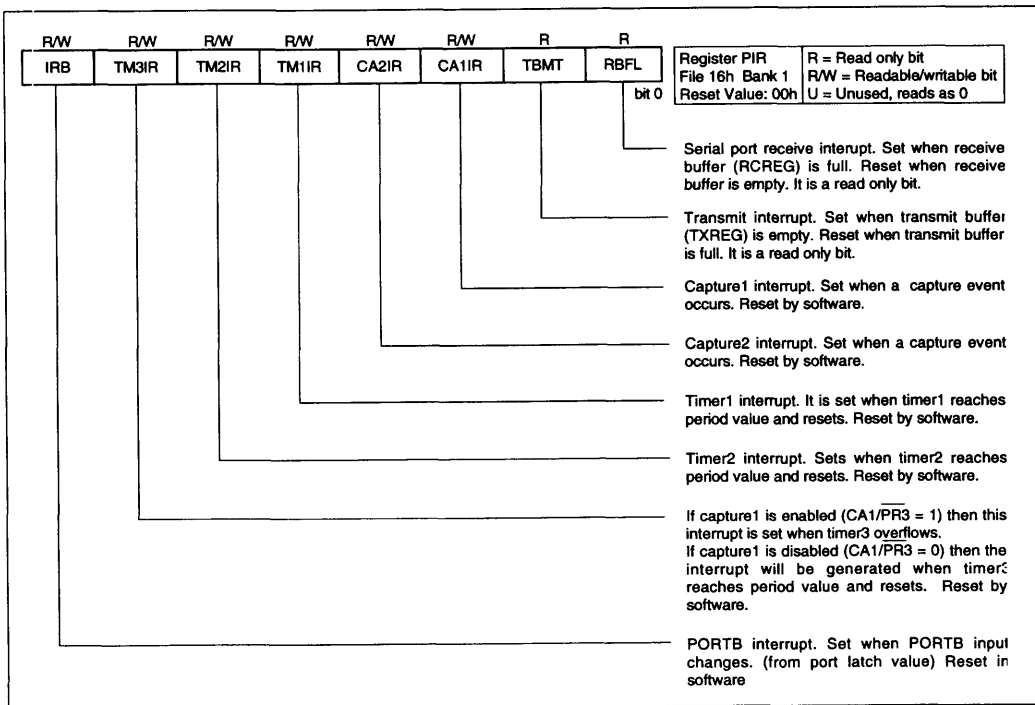 R/W R/W R/W R/W R/W R/W R R
IRB TM3IR TM2IR TM1IR CA2IR CA1IR TBMT RBFL
bit 0
Register PIR
File 16h Bank 1
Reset Value: 00h
R = Read only bit
R/W = Readable/writable bit
U = Unused, reads as 0
Serial port receive interupt. Set when receive
buffer (RCREG) is full. Reset when receive
buffer is empty. It is a read only bit.
Transmit interrupt. Set when transmit buffer
(TXREG) is empty. Reset when transmit buffer
is full. It is a read only bit.
Capture1 interrupt. Set when a capture event
occurs. Reset by software.
Capture2 interrupt. Set when a capture event
occurs. Reset by software.
Timer1 interrupt. It is set when timer1 reaches
period value and resets. Reset by software.
Timer2 interrupt. Sets when timer2 reaches
period value and resets. Reset by software.
If capture1 is enabled (CA1/P̅R̅3 = 1) then this
interrupt is set when timer3 overflows.
If capture1 is disabled (CA1/P̅R̅3 = 0) then the
interrupt will be generated when timer3
reaches period value and resets. Reset by
software.
PORTB interrupt. Set when PORTB input
changes. (from port latch value) Reset in
software